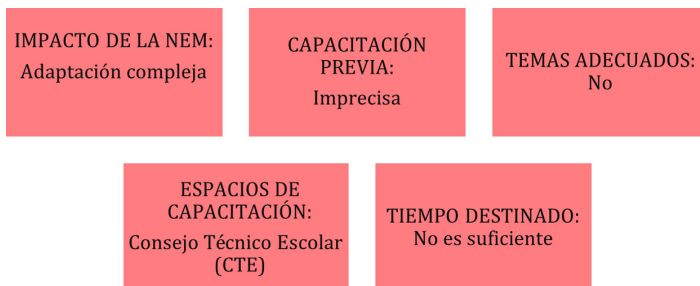 IMPACTO DE LA NEM:
Adaptación compleja
CAPACITACIÓN
PREVIA:
Imprecisa
TEMAS ADECUADOS:
No
ESPACIOS DE
CAPACITACIÓN:
Consejo Técnico Escolar
(CTE)
TIEMPO DESTINADO:
No es suficiente